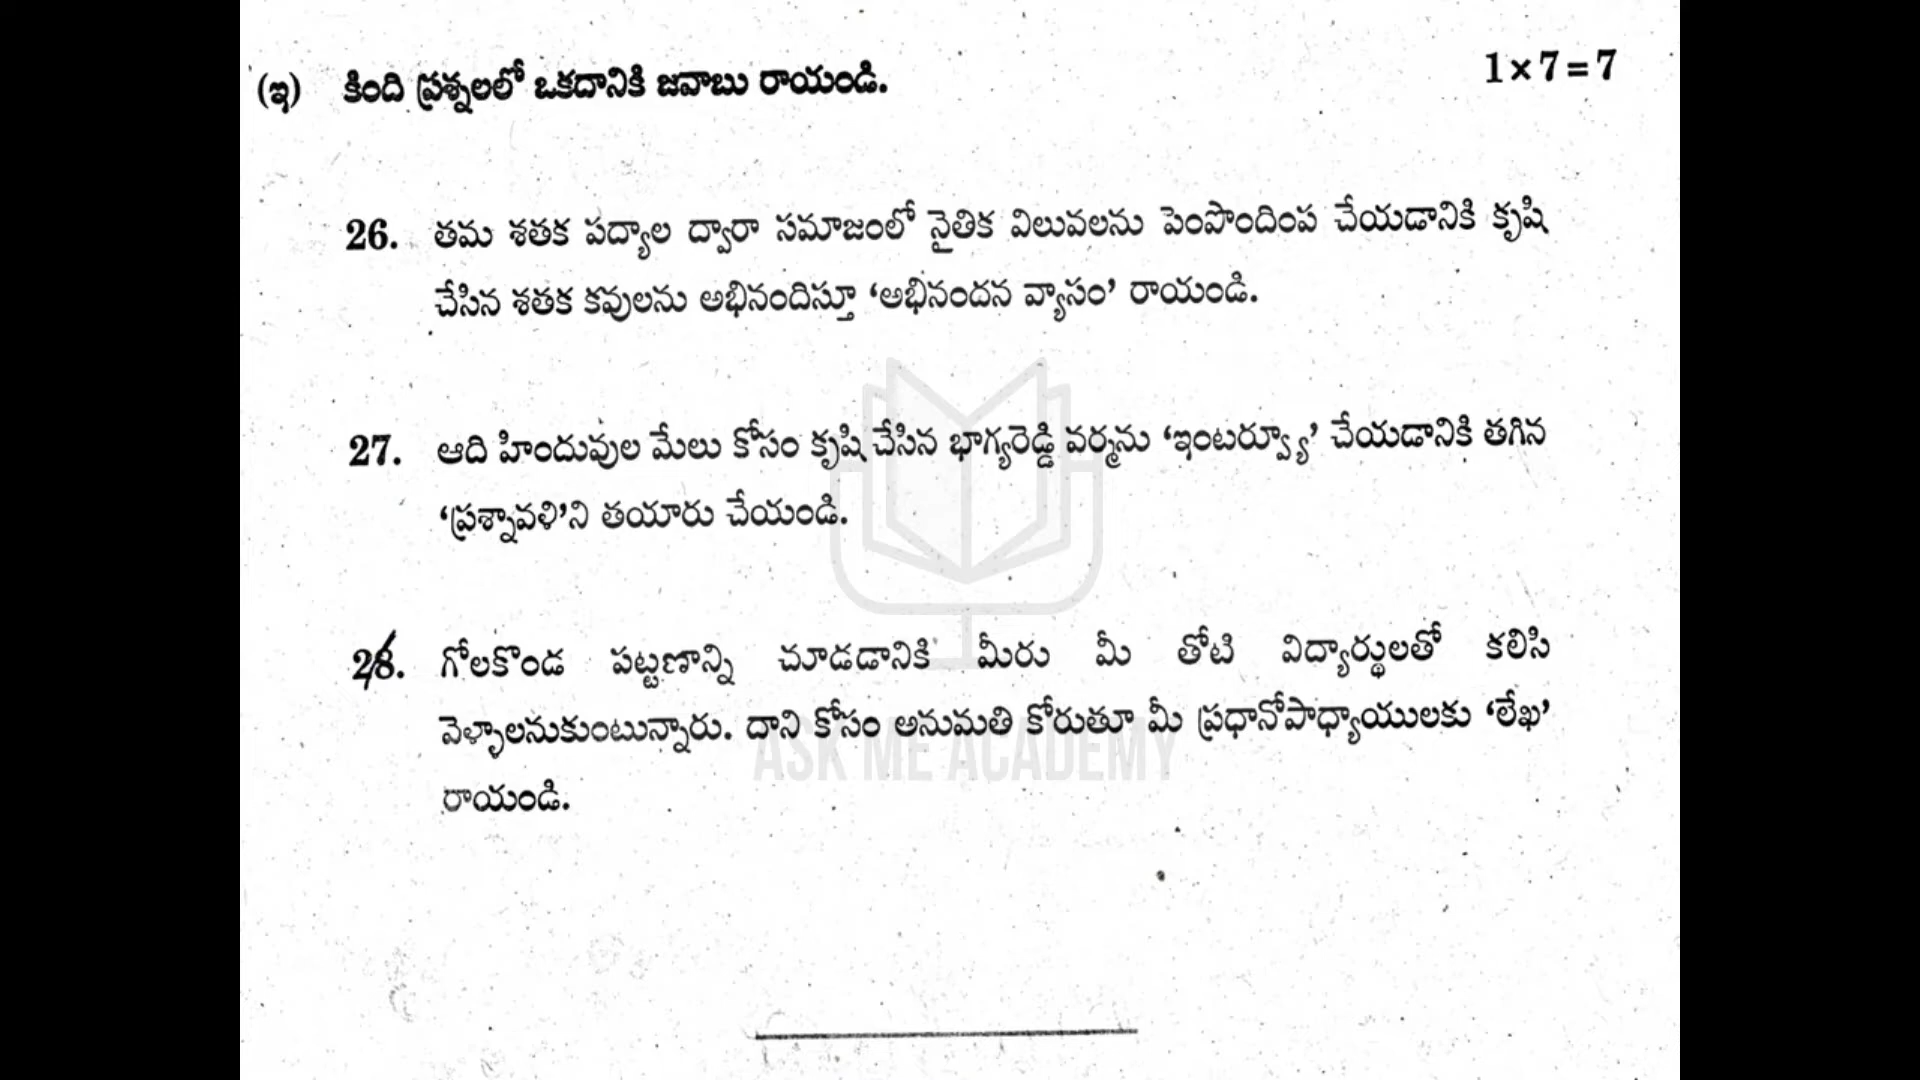 (ఇ) కింది ప్రశ్నలలో ఒకదానికి జవాబు రాయండి. 1×7=7
26. తమ శతక పద్యాల ద్వారా సమాజంలో నైతిక విలువలను పెంపొందింప చేయడానికి కృషి
చేసిన శతక కవులను అభినందిస్తూ ‘అభినందన వ్యాసం’ రాయండి.
27. ఆది హిందువుల మేలు కోసం కృషి చేసిన భాగ్యరెడ్డి వర్మను ‘ఇంటర్వ్యూ’ చేయడానికి తగిన
‘ప్రశ్నావళి’ని తయారు చేయండి.
28. గోలకొండ పట్టణాన్ని చూడడానికి మీరు మీ తోటి విద్యార్థులతో కలిసి
వెళ్ళాలనుకుంటున్నారు. దాని కోసం అనుమతి కోరుతూ మీ ప్రధానోపాధ్యాయులకు ‘లేఖ’
ASK ME ACADEMY
రాయండి.